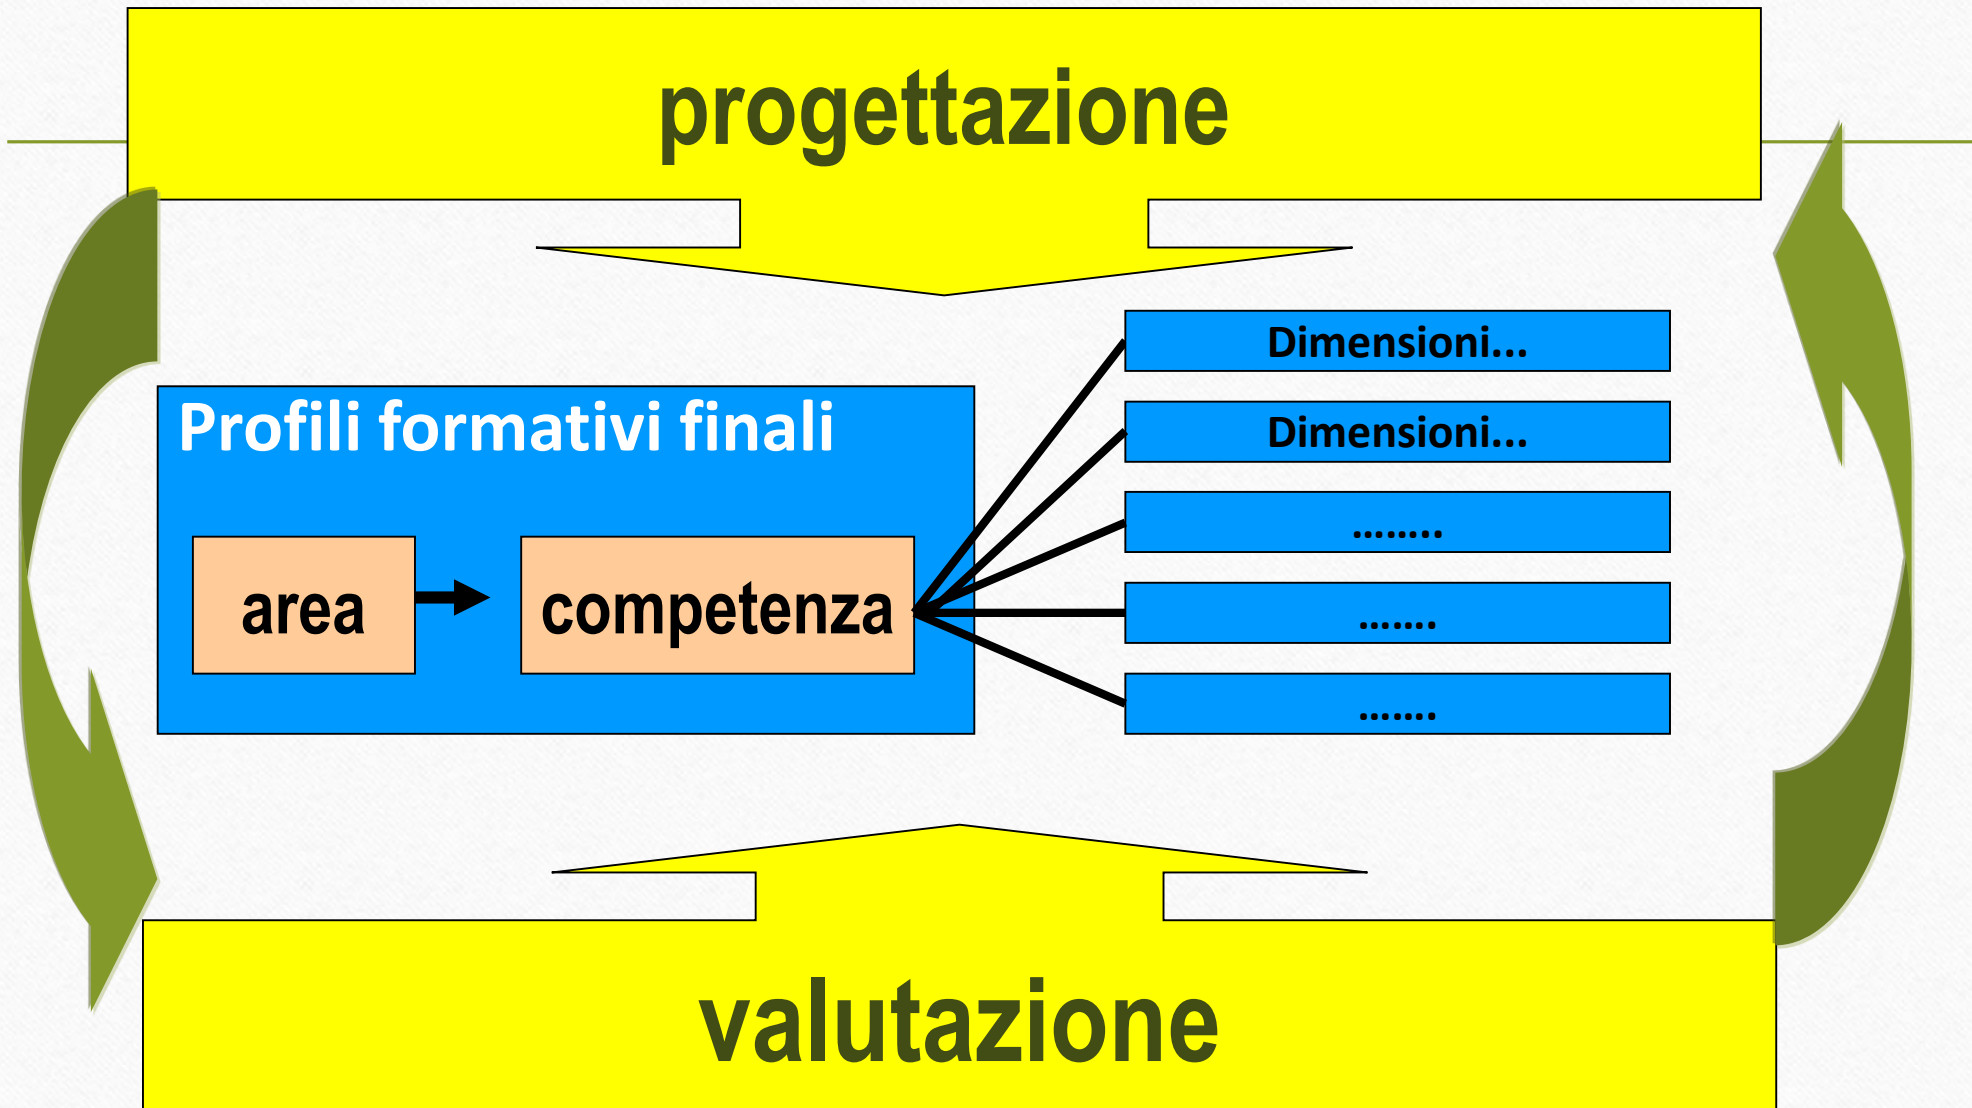 progettazione
Dimensioni...
Dimensioni...
Profili formativi finali
........
area
competenza
.......
.......
valutazione